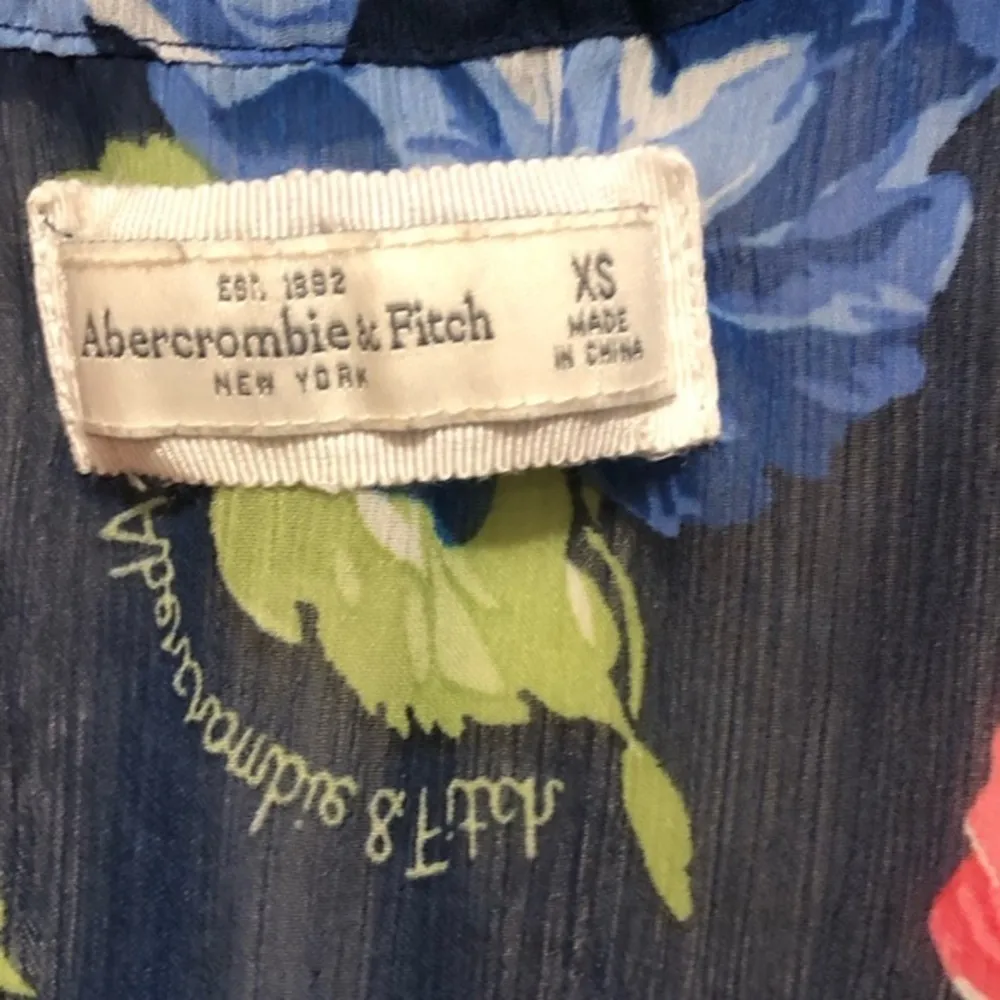 EST. 1892
Abercrombie & Fitch
NEW YORK
XS
MADE
IN CHINA
Abercrombie & Fitch